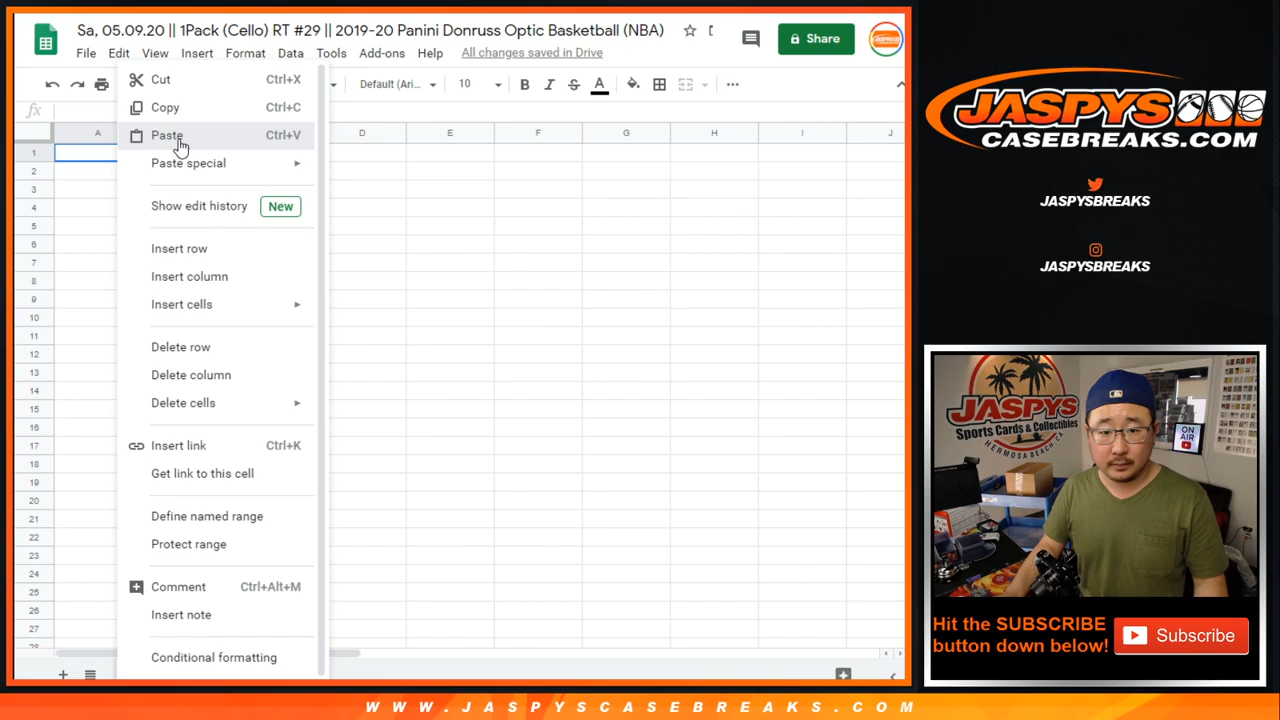 Sa, 05.09.20 || 1Pack (Cello) RT #29 || 2019-20 Panini Donruss Optic Basketball (NBA)
Share
File Edit View Insert Format Data Tools Add-ons Help All changes saved in Drive
Default (Ari... 10 B I S A
fx
A D E F G H I J
Cut Ctrl+X
Copy Ctrl+C
Paste Ctrl+V
Paste special
Show edit history New
Insert row
Insert column
Insert cells
Delete row
Delete column
Delete cells
Insert link Ctrl+K
Get link to this cell
Define named range
Protect range
Comment Ctrl+Alt+M
Insert note
Conditional formatting
1
2
3
4
5
6
7
8
9
10
11
12
13
14
15
16
17
18
19
20
21
22
23
24
25
26
27
28
JASPYS
CASEBREAKS.COM
JASPYSBREAKS
JASPYSBREAKS
JASPYS
Sports Cards & Collectibles
HERMOSA BEACH, CA
ON
AIR
Hit the SUBSCRIBE
button down below!
Subscribe
WWW.JASPYSCASEBREAKS.COM